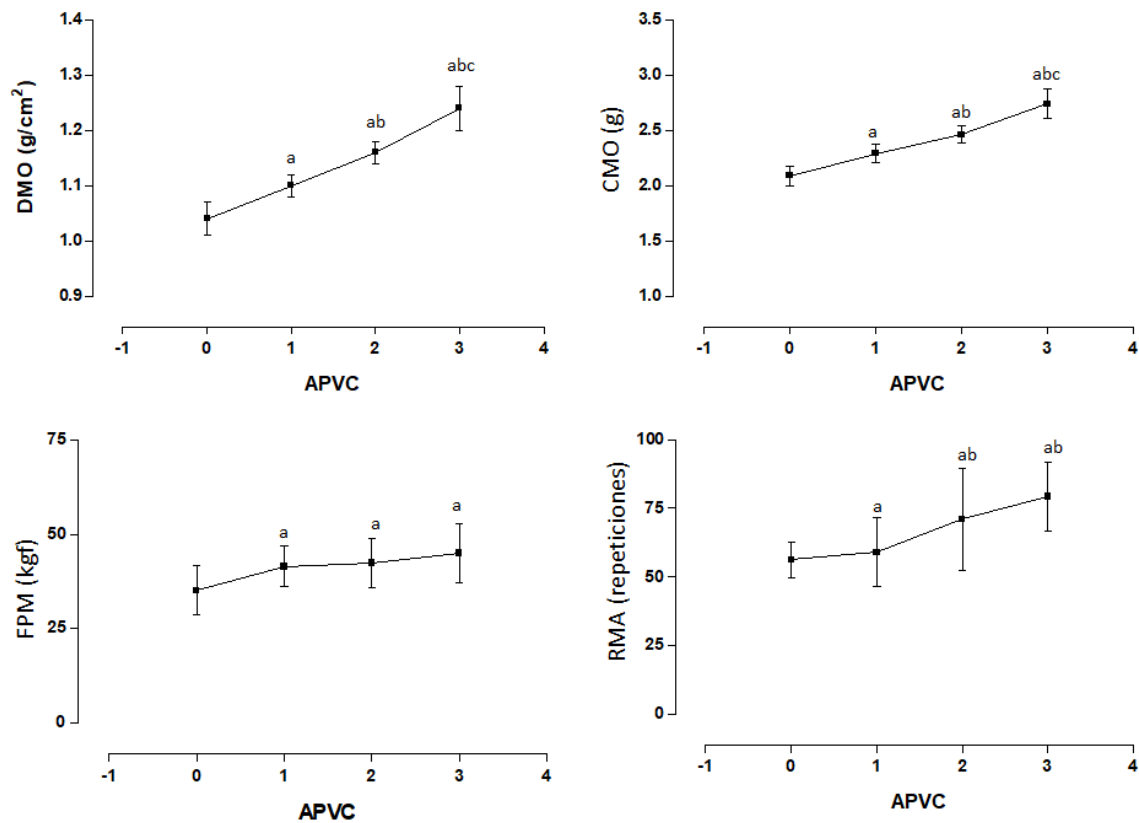 DMO (g/cm²)
1.4
1.3
1.2
1.1
1.0
0.9
a
ab
abc
-1 0 1 2 3 4
APVC
CMO (g)
3.5
3.0
2.5
2.0
1.5
1.0
a
ab
abc
-1 0 1 2 3 4
APVC
FPM (kgf)
75
50
25
0
a
a
a
-1 0 1 2 3 4
APVC
RMA (repeticiones)
100
75
50
25
0
a
ab
ab
-1 0 1 2 3 4
APVC